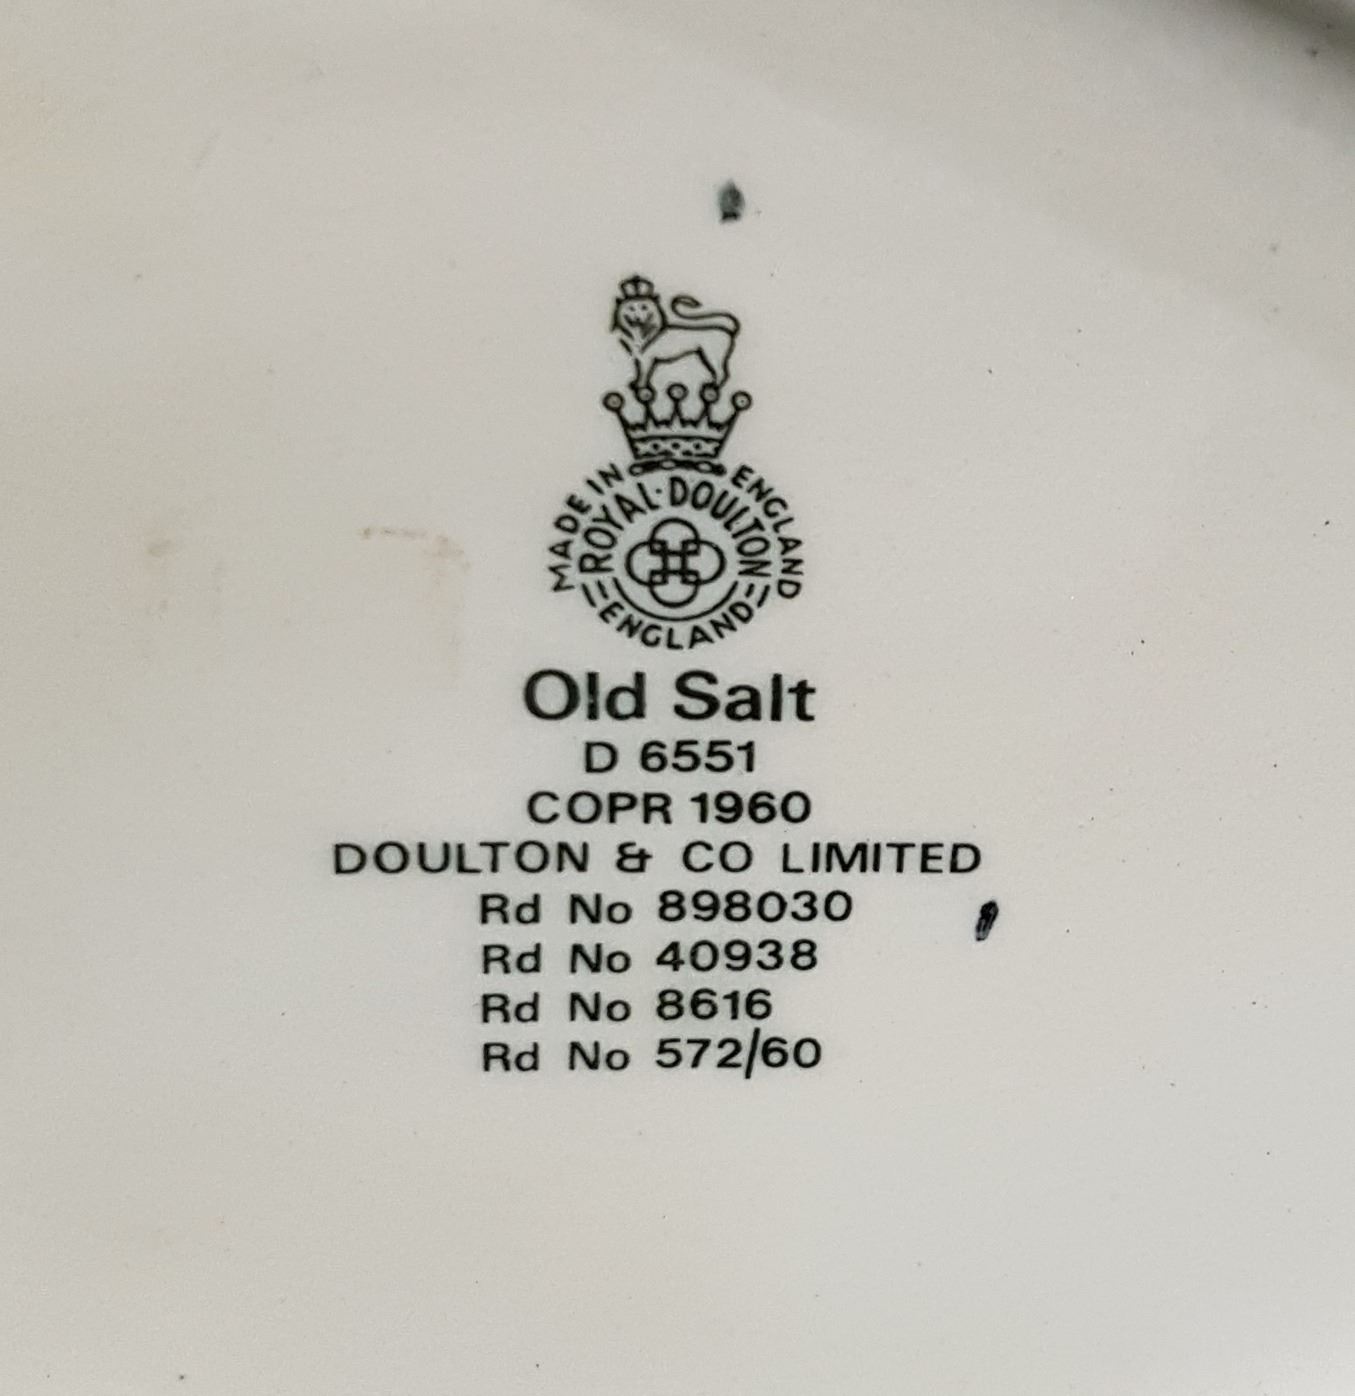 MADE IN ENGLAND
ROYAL·DOULTON
ENGLAND
Old Salt
D 6551
COPR 1960
DOULTON & CO LIMITED
Rd No 898030
Rd No 40938
Rd No 8616
Rd No 572/60